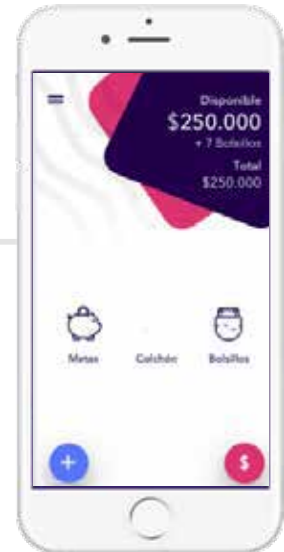 Disponible
$250.000
+ 7 Bolsillos
Total
$250.000
Metas Colchón Bolsillos
+
$